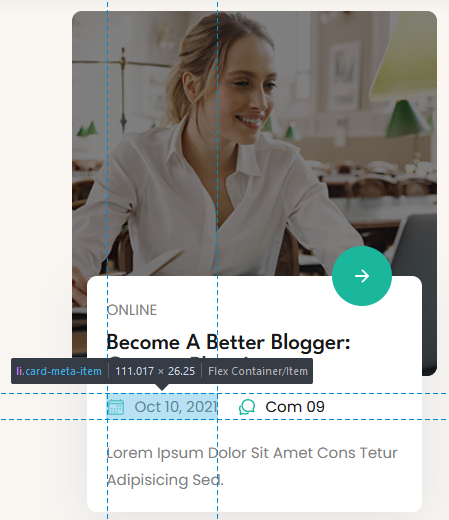 ONLINE
Become A Better Blogger:
li.card-meta-item 111.017 × 26.25 Flex Container/Item
Oct 10, 2021 Com 09
Lorem Ipsum Dolor Sit Amet Cons Tetur
Adipisicing Sed.